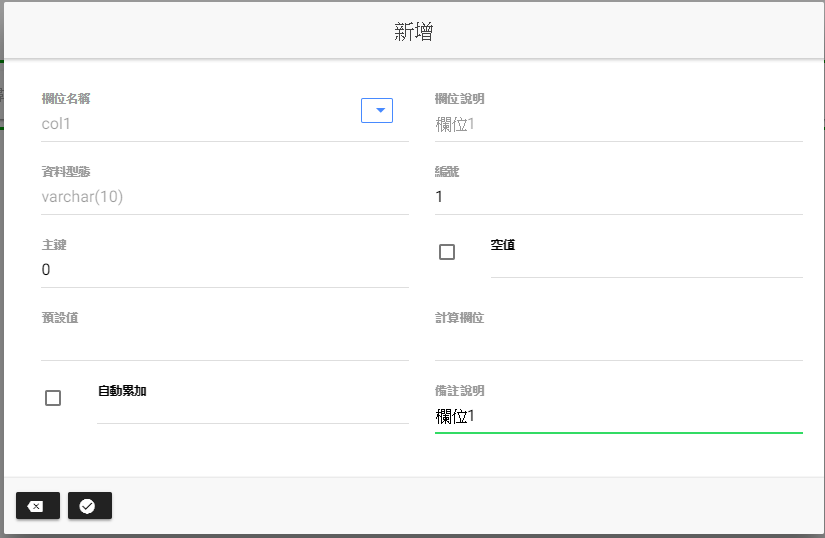 新增
欄位名稱
col1
欄位說明
欄位1
資料型態
varchar(10)
編號
1
主鍵
0
空值
預設值
計算欄位
自動累加
備註說明
欄位1